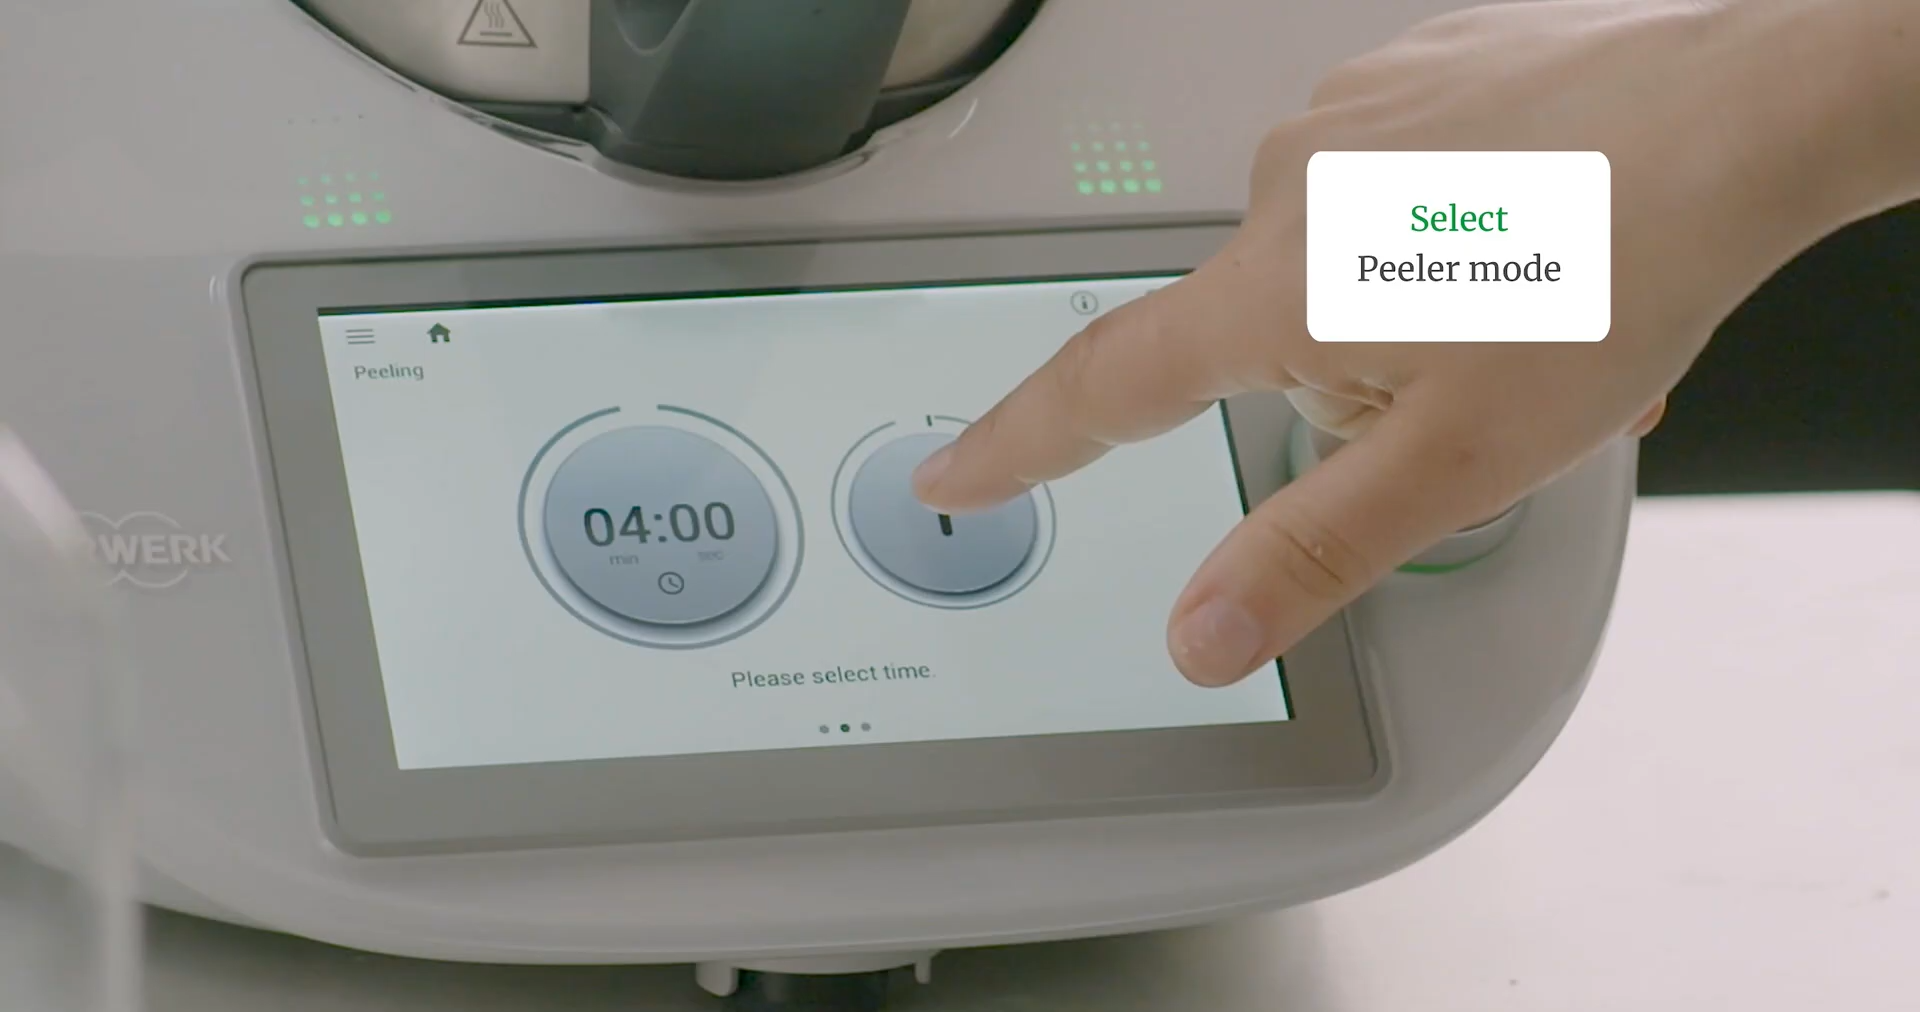 Select
Peeler mode
Peeling
04:00
min sec
Please select time.
WERK